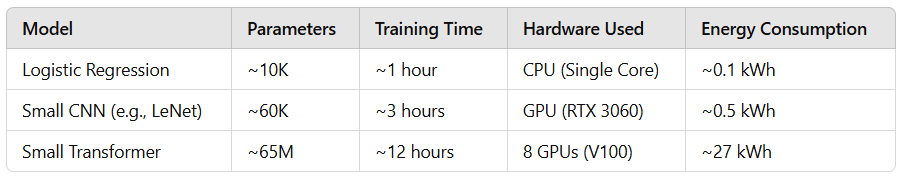 Model Parameters Training Time Hardware Used Energy Consumption
Logistic Regression ~10K ~1 hour CPU (Single Core) ~0.1 kWh
Small CNN (e.g., LeNet) ~60K ~3 hours GPU (RTX 3060) ~0.5 kWh
Small Transformer ~65M ~12 hours 8 GPUs (V100) ~27 kWh